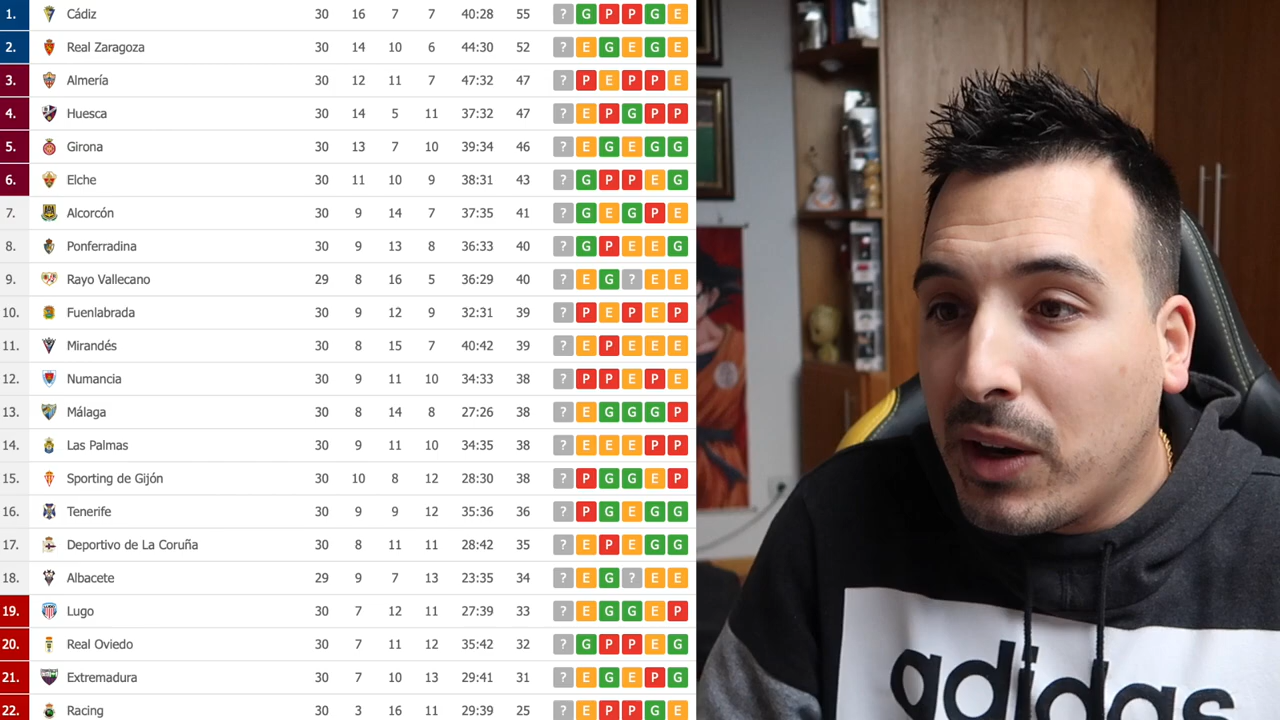 1. Cádiz 30 16 7 7 40:28 55 ? G P P G E
2. Real Zaragoza 30 14 10 6 44:30 52 ? E G E G E
3. Almería 30 12 11 7 47:32 47 ? P E P P E
4. Huesca 30 14 5 11 37:32 47 ? E P G P P
5. Girona 30 13 7 10 39:34 46 ? E G E G G
6. Elche 30 11 10 9 38:31 43 ? G P P E G
7. Alcorcón 30 9 14 7 37:35 41 ? G E G P E
8. Ponferradina 30 9 13 8 36:33 40 ? G P E E G
9. Rayo Vallecano 29 8 16 5 36:29 40 ? E G ? E E
10. Fuenlabrada 30 9 12 9 32:31 39 ? P E P E P
11. Mirandés 30 8 15 7 40:42 39 ? E P E E E
12. Numancia 30 9 11 10 34:33 38 ? P P E P E
13. Málaga 30 8 14 8 27:26 38 ? E G G G P
14. Las Palmas 30 9 11 10 34:35 38 ? E E E P P
15. Sporting de Gijón 30 10 8 12 28:30 38 ? P G G E P
16. Tenerife 30 9 9 12 35:36 36 ? P G E G G
17. Deportivo de La Coruña 30 8 11 11 28:42 35 ? E P E G G
18. Albacete 29 9 7 13 23:35 34 ? E G ? E E
19. Lugo 30 7 12 11 27:39 33 ? E G G E P
20. Real Oviedo 30 7 11 12 35:42 32 ? G P P E G
21. Extremadura 30 7 10 13 29:41 31 ? E G E P G
22. Racing 30 3 16 11 29:39 25 ? E P P G E
adidas